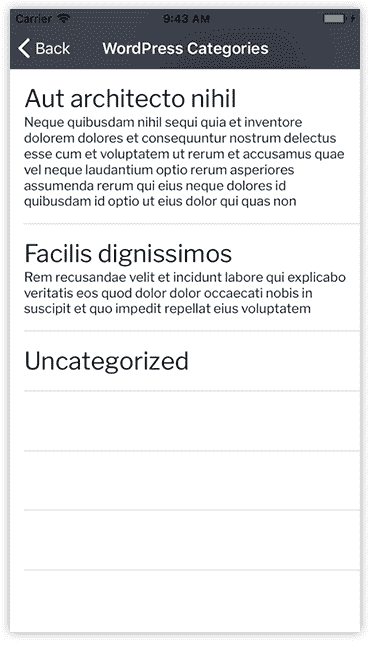 Carrier 9:43 AM
Back WordPress Categories
Aut architecto nihil
Neque quibusdam nihil sequi quia et inventore
dolorem dolores et consequuntur nostrum delectus
esse cum et voluptatem ut rerum et accusamus quae
vel neque laudantium optio rerum asperiores
assumenda rerum qui eius neque dolores id
quibusdam id optio ut eius dolor qui quas non
Facilis dignissimos
Rem recusandae velit et incidunt labore qui explicabo
veritatis eos quod dolor dolor occaecati nobis in
suscipit et quo impedit repellat eius voluptatem
Uncategorized